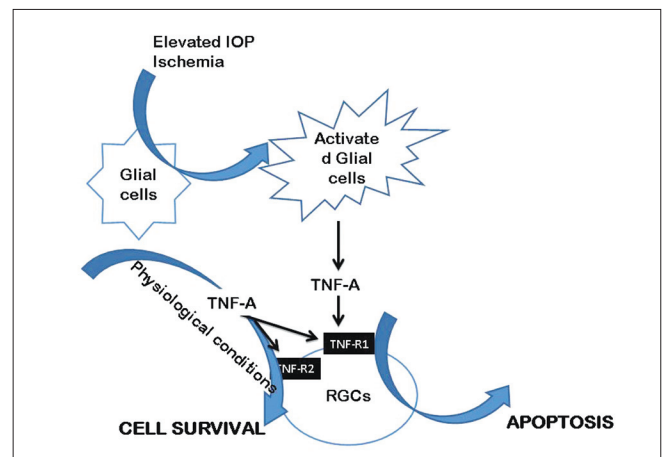 Elevated IOP
Ischemia
Glial
cells
Activate
d Glial
cells
TNF-A
Physiological conditions
TNF-A
TNF-R1
TNF-R2
RGCs
CELL SURVIVAL
APOPTOSIS